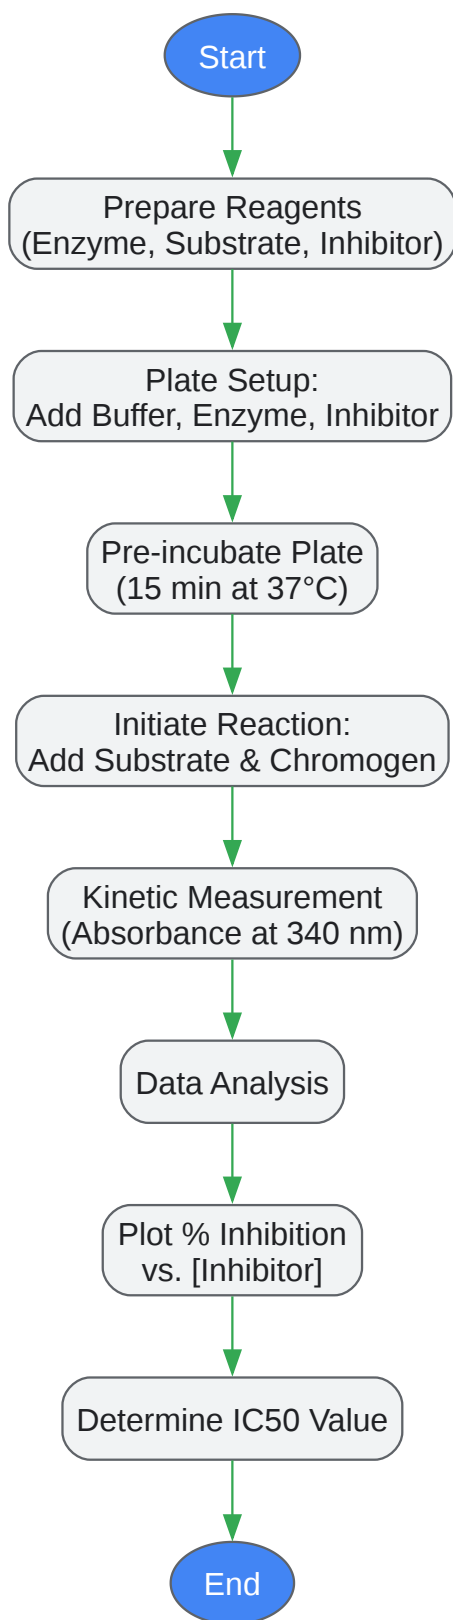 Start
Prepare Reagents
(Enzyme, Substrate, Inhibitor)
Plate Setup:
Add Buffer, Enzyme, Inhibitor
Pre-incubate Plate
(15 min at 37°C)
Initiate Reaction:
Add Substrate & Chromogen
Kinetic Measurement
(Absorbance at 340 nm)
Data Analysis
Plot % Inhibition
vs. [Inhibitor]
Determine IC50 Value
End